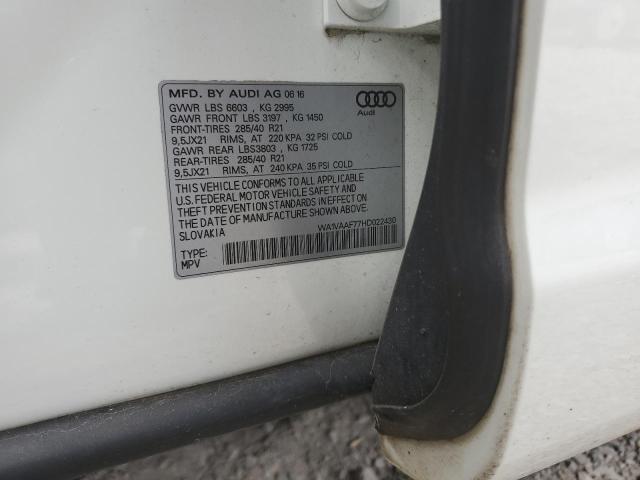 MFD. BY AUDI AG 06 16
GVWR LBS 6603 , KG 2995
GAWR FRONT LBS 3197 , KG 1450
FRONT-TIRES 285/40 R21
9,5JX21 RIMS, AT 220 KPA 32 PSI COLD
GAWR REAR LBS3803 , KG 1725
REAR-TIRES 285/40 R21
9,5JX21 RIMS, AT 240 KPA 35 PSI COLD
Audi
THIS VEHICLE CONFORMS TO ALL APPLICABLE
U.S. FEDERAL MOTOR VEHICLE SAFETY AND
THEFT PREVENTION STANDARDS IN EFFECT ON
THE DATE OF MANUFACTURE SHOWN ABOVE
SLOVAKIA
WA1VAAF77HD022430
TYPE:
MPV